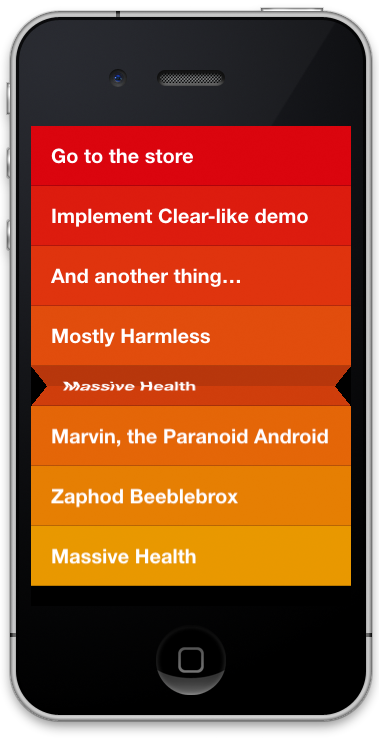 Go to the store
Implement Clear-like demo
And another thing…
Mostly Harmless
Massive Health
Marvin, the Paranoid Android
Zaphod Beeblebrox
Massive Health